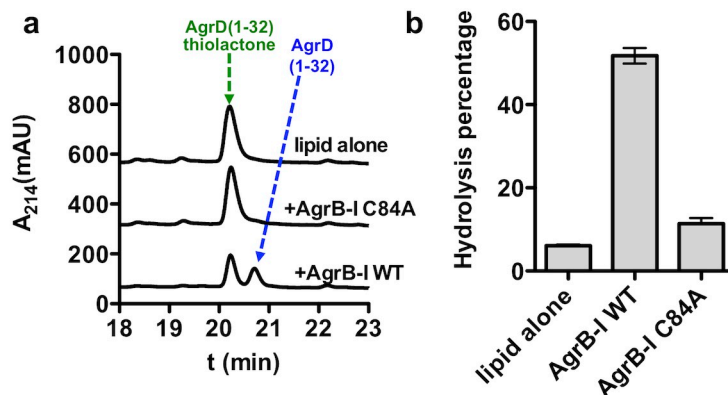 a
AgrD(1-32)
thiolactone
AgrD
(1-32)
A214(mAU)
1000
800
600
400
200
0
lipid alone
+AgrB-I C84A
+AgrB-I WT
18 19 20 21 22 23
t (min)
b
Hydrolysis percentage
60
40
20
0
lipid alone
AgrB-I WT
AgrB-I C84A